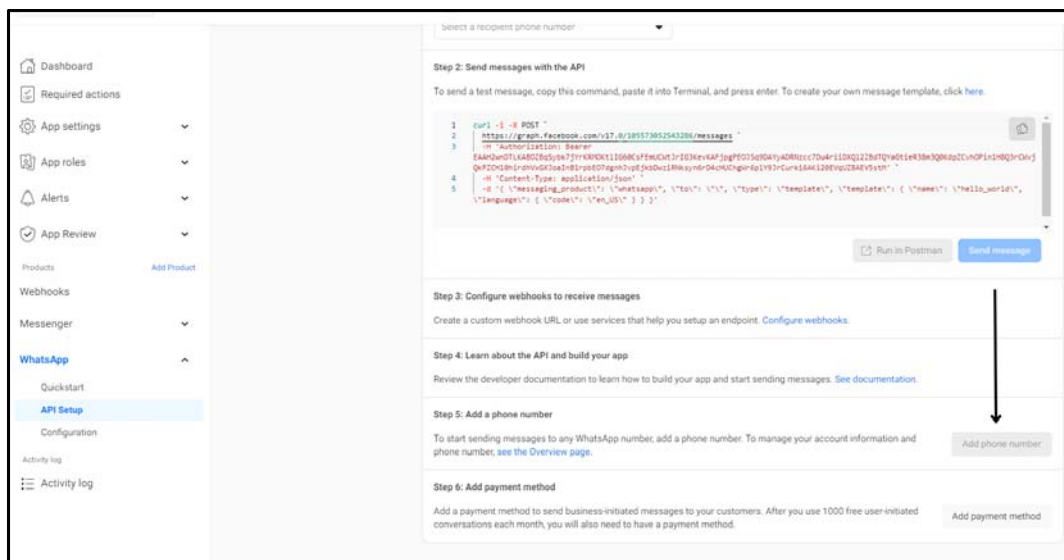 Dashboard
Required actions
App settings
App roles
Alerts
App Review
Products Add Product
Webhooks
Messenger
WhatsApp
Quickstart
API Setup
Configuration
Activity log
Activity log
Select a recipient phone number
Step 2: Send messages with the API
To send a test message, copy this command, paste it into Terminal, and press enter. To create your own message template, click here.
1 curl -i -X POST `
2 https://graph.facebook.com/v17.0/105573052543286/messages `
3 -H 'Authorization: Bearer
4 -H 'Content-Type: application/json' `
5 -d '{ \"messaging_product\": \"whatsapp\", \"to\": \"\", \"type\": \"template\", \"template\": { \"name\": \"hello_world\",
\"language\": { \"code\": \"en_US\" } } }'
Run in Postman
Send message
Step 3: Configure webhooks to receive messages
Create a custom webhook URL or use services that help you setup an endpoint. Configure webhooks.
Step 4: Learn about the API and build your app
Review the developer documentation to learn how to build your app and start sending messages. See documentation.
Step 5: Add a phone number
To start sending messages to any WhatsApp number, add a phone number. To manage your account information and
phone number, see the Overview page.
Add phone number
Step 6: Add payment method
Add a payment method to send business-initiated messages to your customers. After you use 1000 free user-initiated
conversations each month, you will also need to have a payment method.
Add payment method